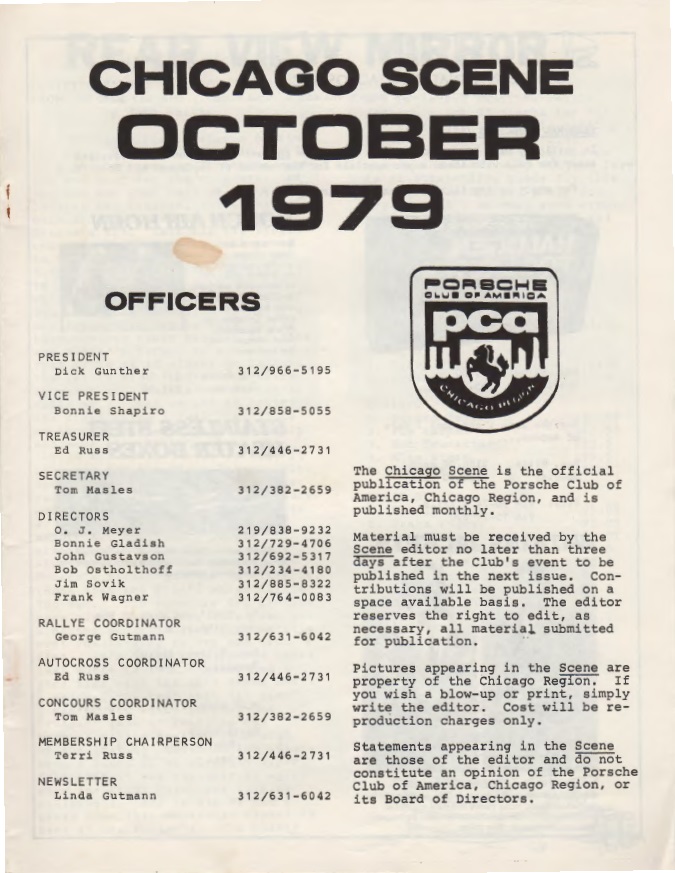 CHICAGO SCENE
OCTOBER
1979
OFFICERS
PRESIDENT
Dick Gunther 312/966-5195
VICE PRESIDENT
Bonnie Shapiro 312/858-5055
TREASURER
Ed Russ 312/446-2731
SECRETARY
Tom Masles 312/382-2659
DIRECTORS
O. J. Meyer 219/838-9232
Bonnie Gladish 312/729-4706
John Gustavson 312/692-5317
Bob Ostholthoff 312/234-4180
Jim Sovik 312/885-8322
Frank Wagner 312/764-0083
RALLYE COORDINATOR
George Gutmann 312/631-6042
AUTOCROSS COORDINATOR
Ed Russ 312/446-2731
CONCOURS COORDINATOR
Tom Masles 312/382-2659
MEMBERSHIP CHAIRPERSON
Terri Russ 312/446-2731
NEWSLETTER
Linda Gutmann 312/631-6042
PORSCHE
CLUB OF AMERICA
pca
CHICAGO REGION
The Chicago Scene is the official
publication of the Porsche Club of
America, Chicago Region, and is
published monthly.
Material must be received by the
Scene editor no later than three
days after the Club's event to be
published in the next issue. Con-
tributions will be published on a
space available basis. The editor
reserves the right to edit, as
necessary, all material submitted
for publication.
Pictures appearing in the Scene are
property of the Chicago Region. If
you wish a blow-up or print, simply
write the editor. Cost will be re-
production charges only.
Statements appearing in the Scene
are those of the editor and do not
constitute an opinion of the Porsche
Club of America, Chicago Region, or
its Board of Directors.